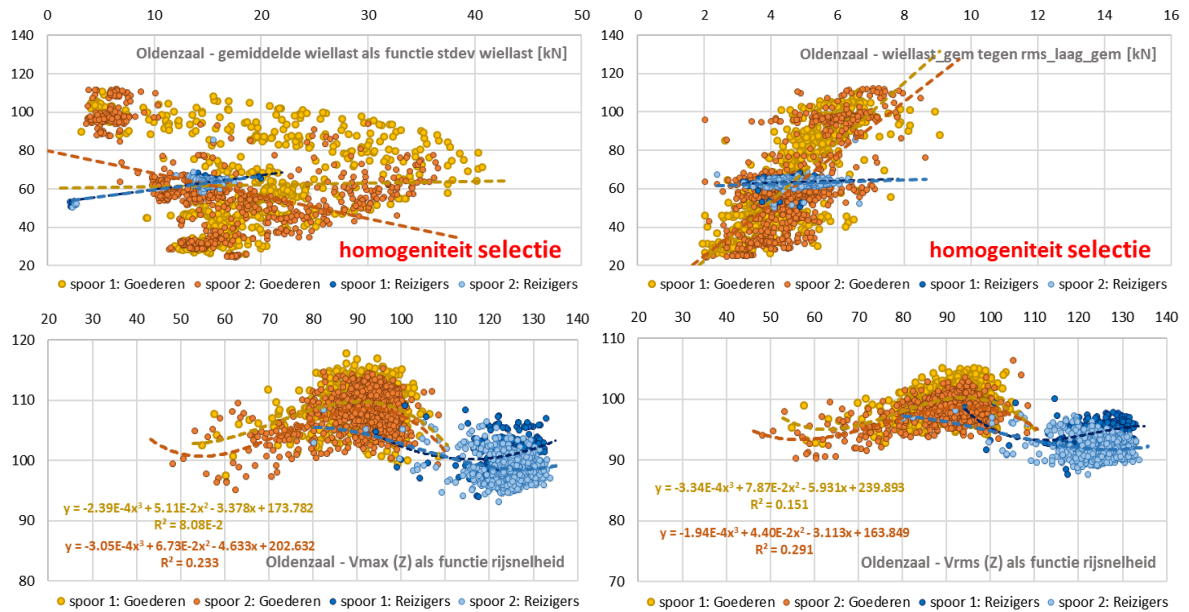 0 10 20 30 40 50
Oldenzaal - gemiddelde wiellast als functie stdev wiellast [kN]
140
120
100
80
60
40
20
homogeniteit selectie
spoor 1: Goederen spoor 2: Goederen spoor 1: Reizigers spoor 2: Reizigers
0 2 4 6 8 10 12 14 16
Oldenzaal - wiellast_gem tegen rms_laag_gem [kN]
140
120
100
80
60
40
20
homogeniteit selectie
spoor 1: Goederen spoor 2: Goederen spoor 1: Reizigers spoor 2: Reizigers
20 30 40 50 60 70 80 90 100 110 120 130 140
120
110
100
90
80
y = -2.39E-4x³ + 5.11E-2x² - 3.378x + 173.782
R² = 8.08E-2
y = -3.05E-4x³ + 6.73E-2x² - 4.633x + 202.632
R² = 0.233
Oldenzaal - Vmax (Z) als functie rijsnelheid
spoor 1: Goederen spoor 2: Goederen spoor 1: Reizigers spoor 2: Reizigers
20 30 40 50 60 70 80 90 100 110 120 130 140
110
100
90
80
70
y = -3.34E-4x³ + 7.87E-2x² - 5.931x + 239.893
R² = 0.151
y = -1.94E-4x³ + 4.40E-2x² - 3.113x + 163.849
R² = 0.291
Oldenzaal - Vrms (Z) als functie rijsnelheid
spoor 1: Goederen spoor 2: Goederen spoor 1: Reizigers spoor 2: Reizigers